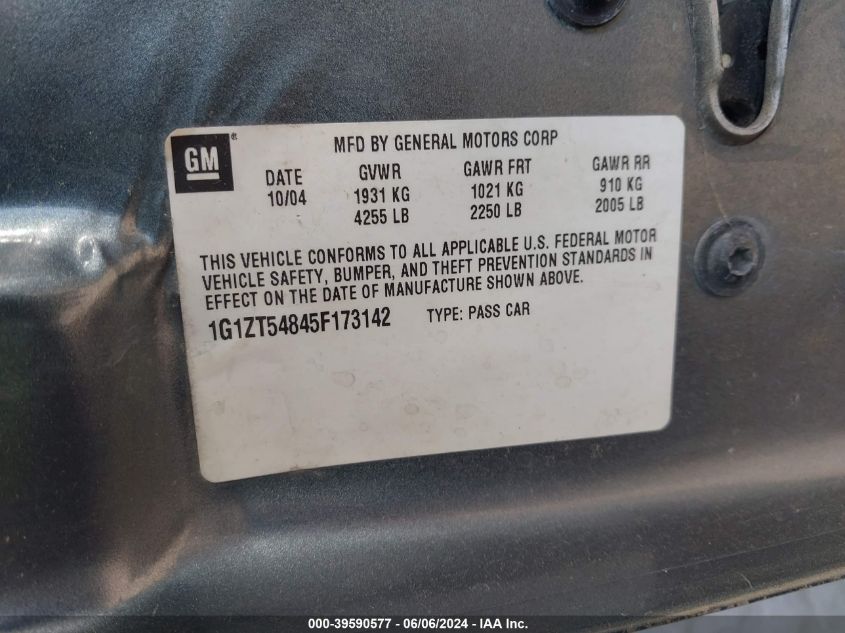 GM
MFD BY GENERAL MOTORS CORP
DATE GVWR GAWR FRT GAWR RR
10/04 1931 KG 1021 KG 910 KG
4255 LB 2250 LB 2005 LB
THIS VEHICLE CONFORMS TO ALL APPLICABLE U.S. FEDERAL MOTOR
VEHICLE SAFETY, BUMPER, AND THEFT PREVENTION STANDARDS IN
EFFECT ON THE DATE OF MANUFACTURE SHOWN ABOVE.
1G1ZT54845F173142 TYPE: PASS CAR
000-39590577 - 06/06/2024 - IAA Inc.